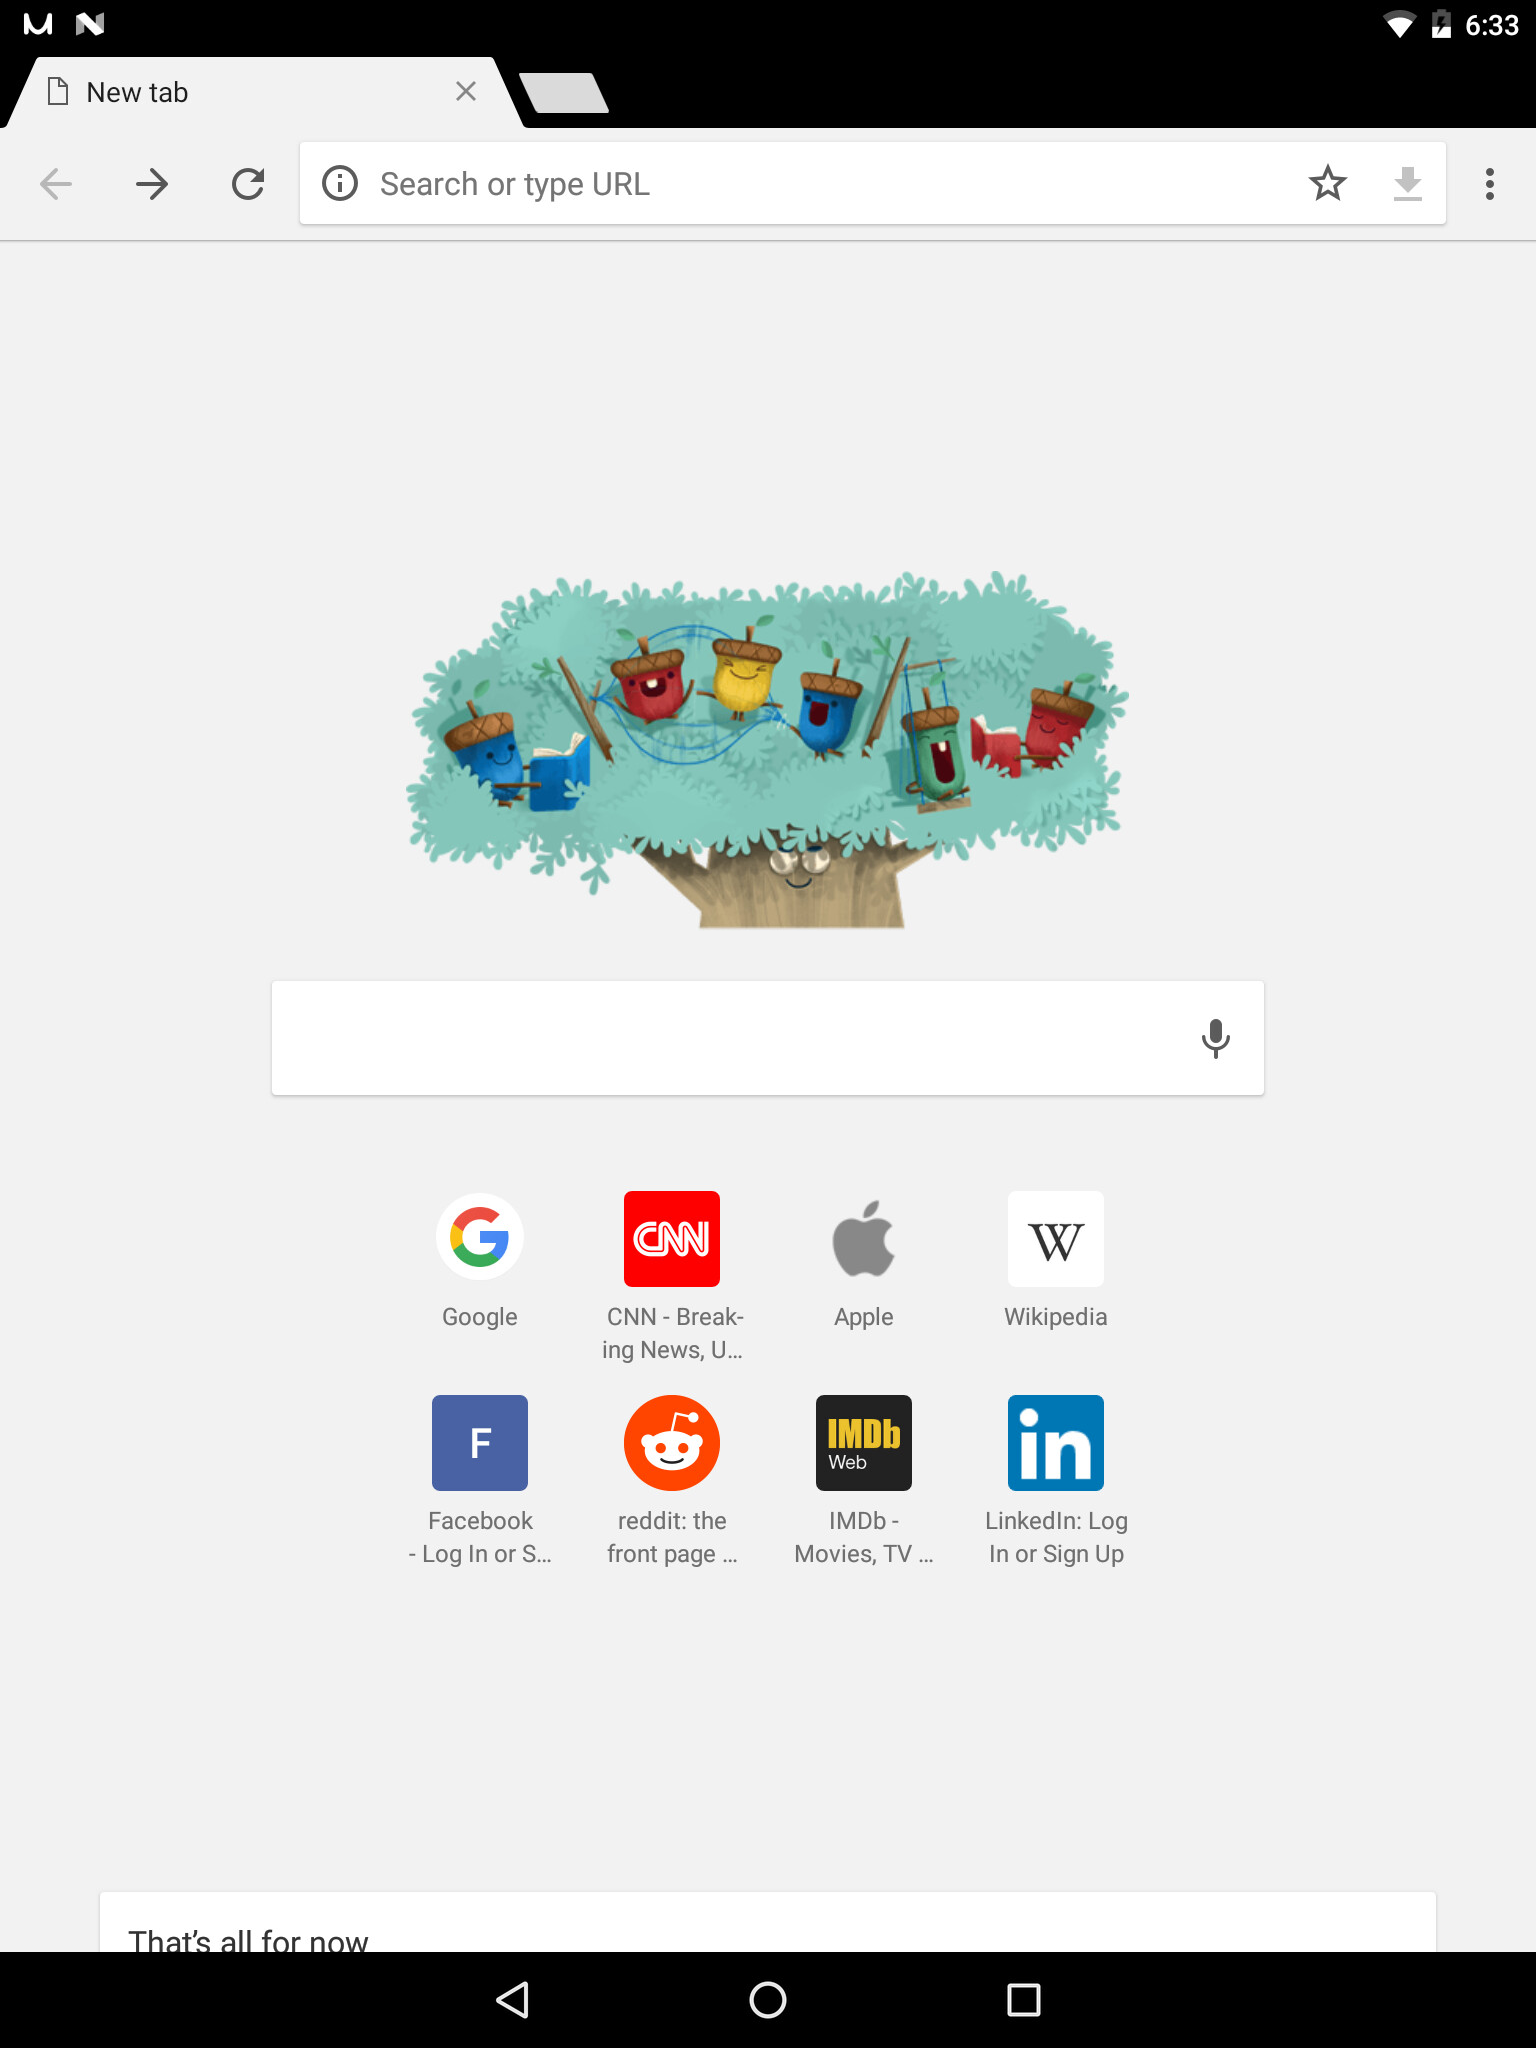 6:33
New tab
Search or type URL
Google
CNN
CNN - Break-
ing News, U...
Apple
W
Wikipedia
F
Facebook
- Log In or S...
reddit: the
front page ...
IMDb
Web
IMDb -
Movies, TV ...
in
LinkedIn: Log
In or Sign Up
That's all for now